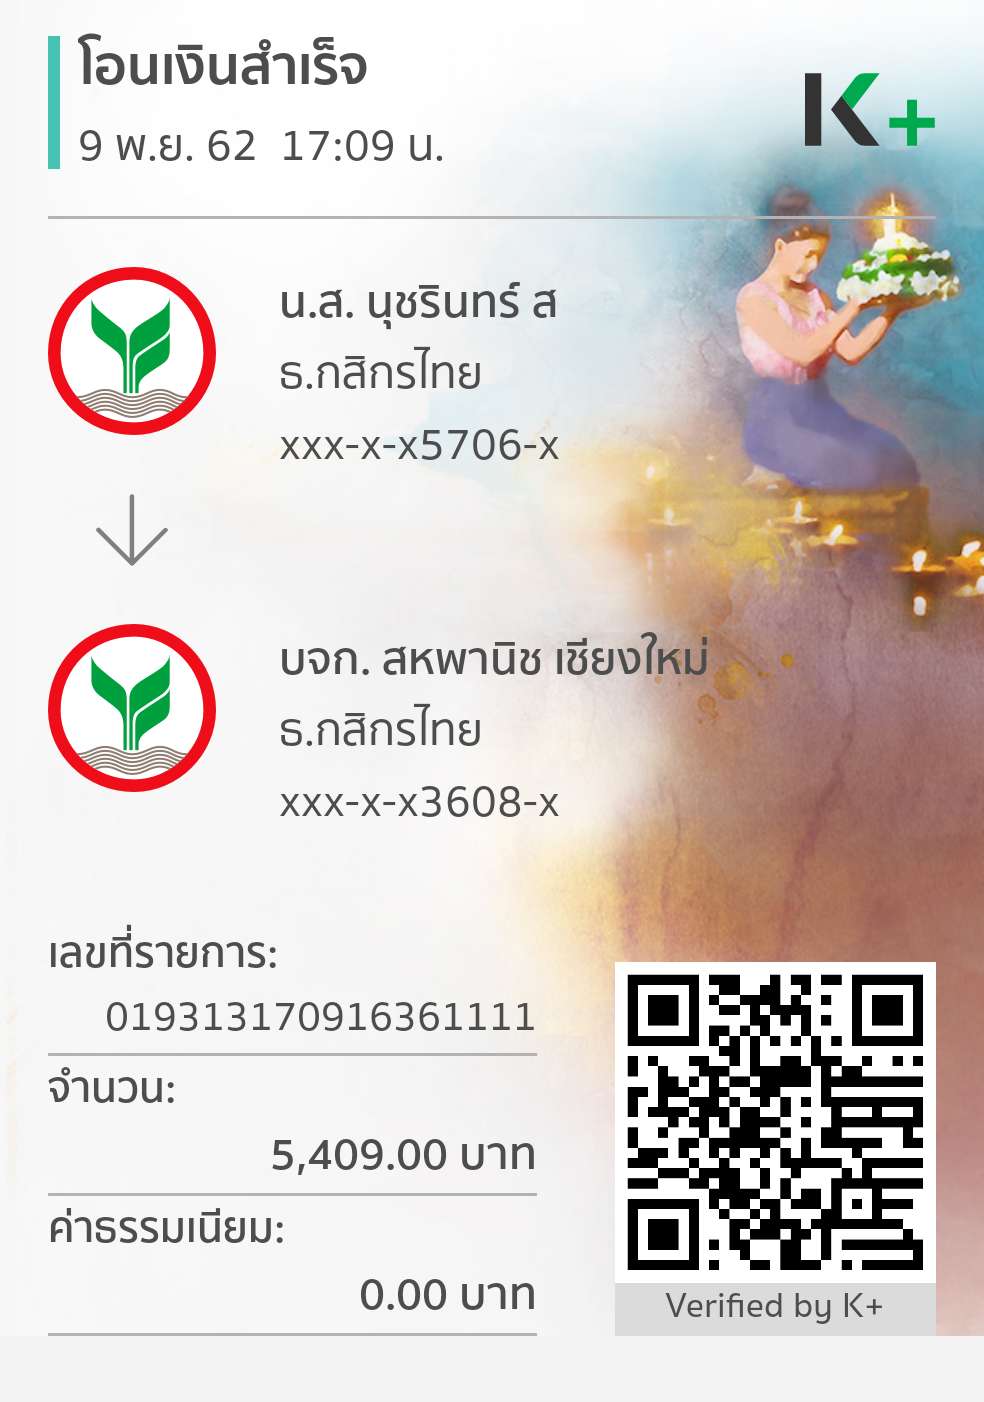 โอนเงินสำเร็จ
9 พ.ย. 62  17:09 น.
K+
น.ส. นุชรินทร์ ส
ธ.กสิกรไทย
xxx-x-x5706-x
บจก. สหพานิช เชียงใหม่
ธ.กสิกรไทย
xxx-x-x3608-x
เลขที่รายการ:
019313170916361111
จำนวน:
5,409.00 บาท
ค่าธรรมเนียม:
0.00 บาท
Verified by K+